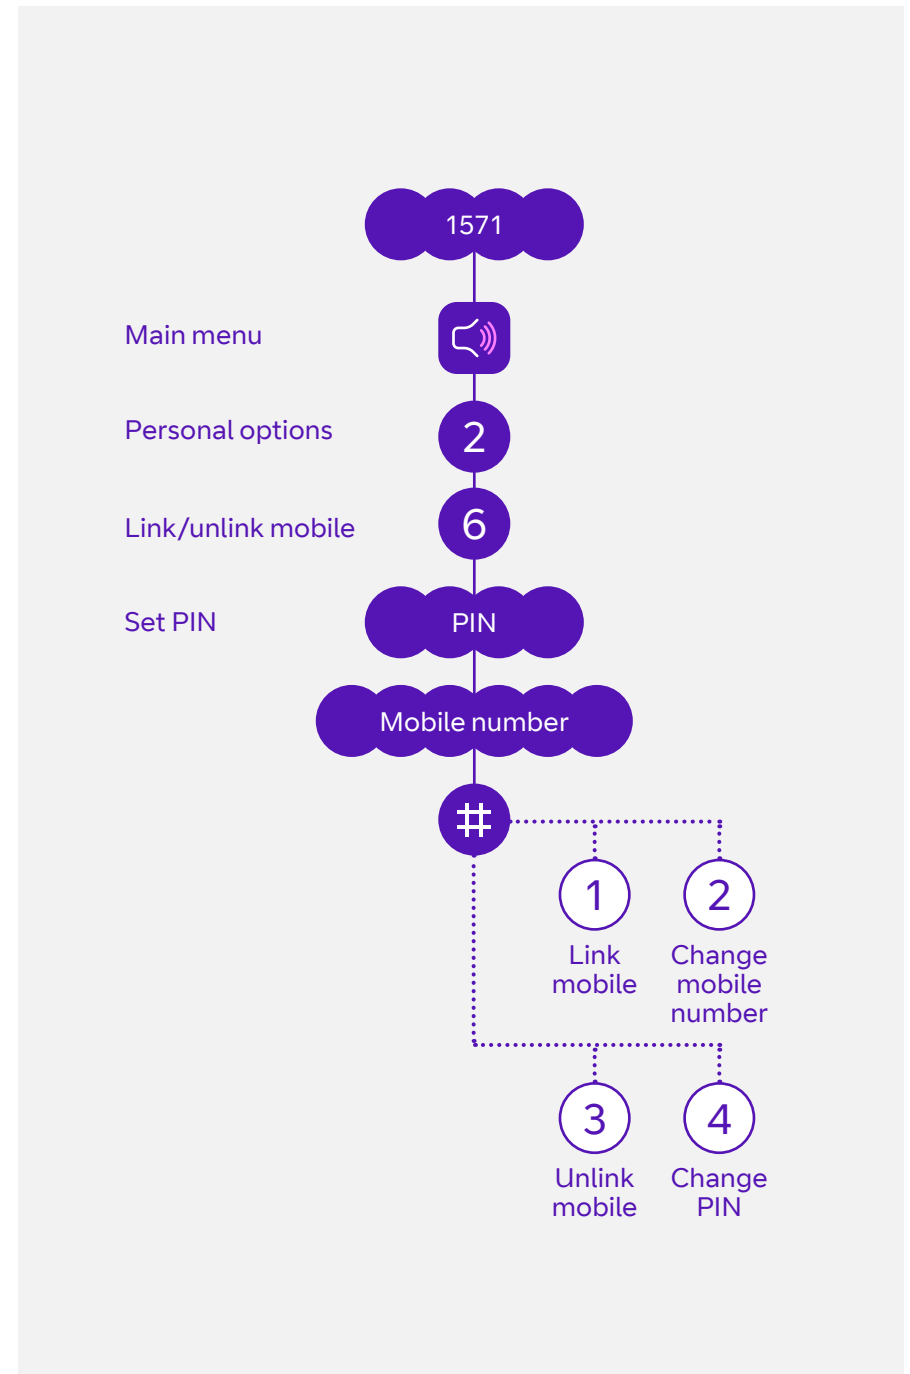 1571
Main menu
Personal options
2
Link/unlink mobile
6
Set PIN
PIN
Mobile number
#
1
2
Link
mobile
Change
mobile
number
3
4
Unlink
mobile
Change
PIN